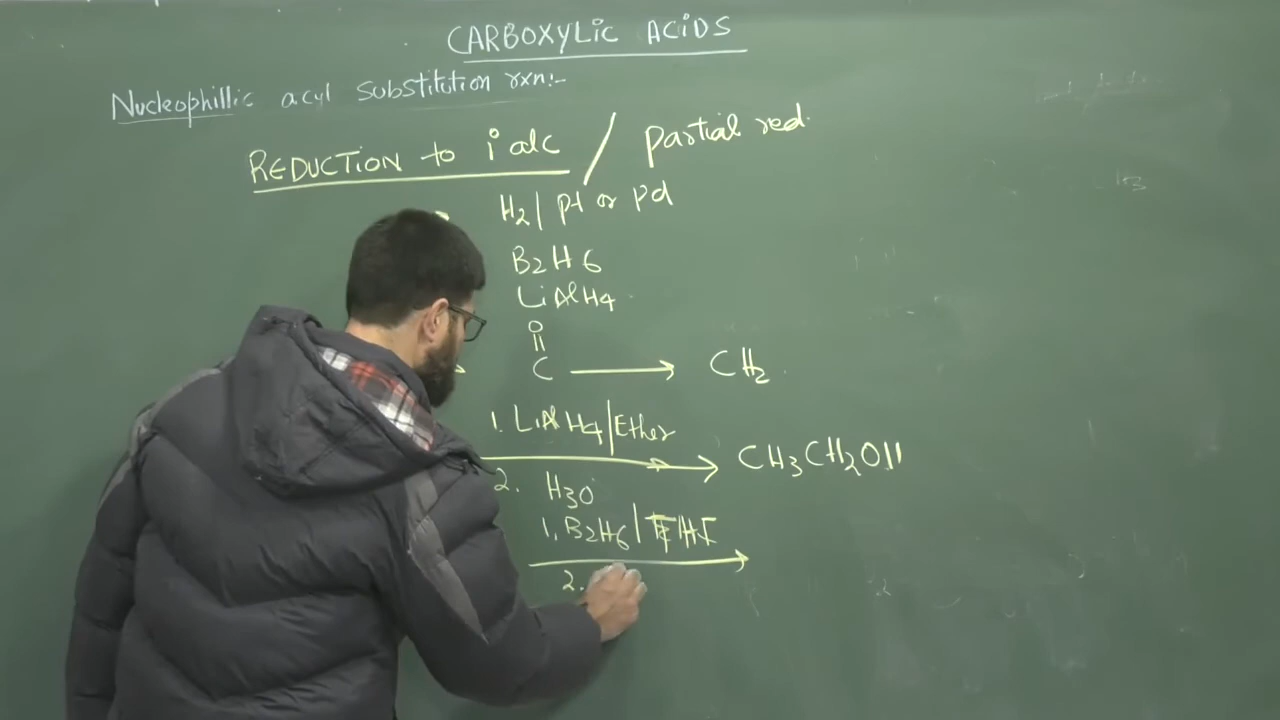 CARBOXYLIC ACIDS
Nucleophillic acyl substitution rxn:-
REDUCTION to 1° alc / partial red.
H2 | pt or pd
B2H6
LiAlH4
O
||
C ⟶ CH2
1. LiAlH4 | Ether
⟶ CH3CH2OH
2. H3O
1. B2H6 | THF
2.